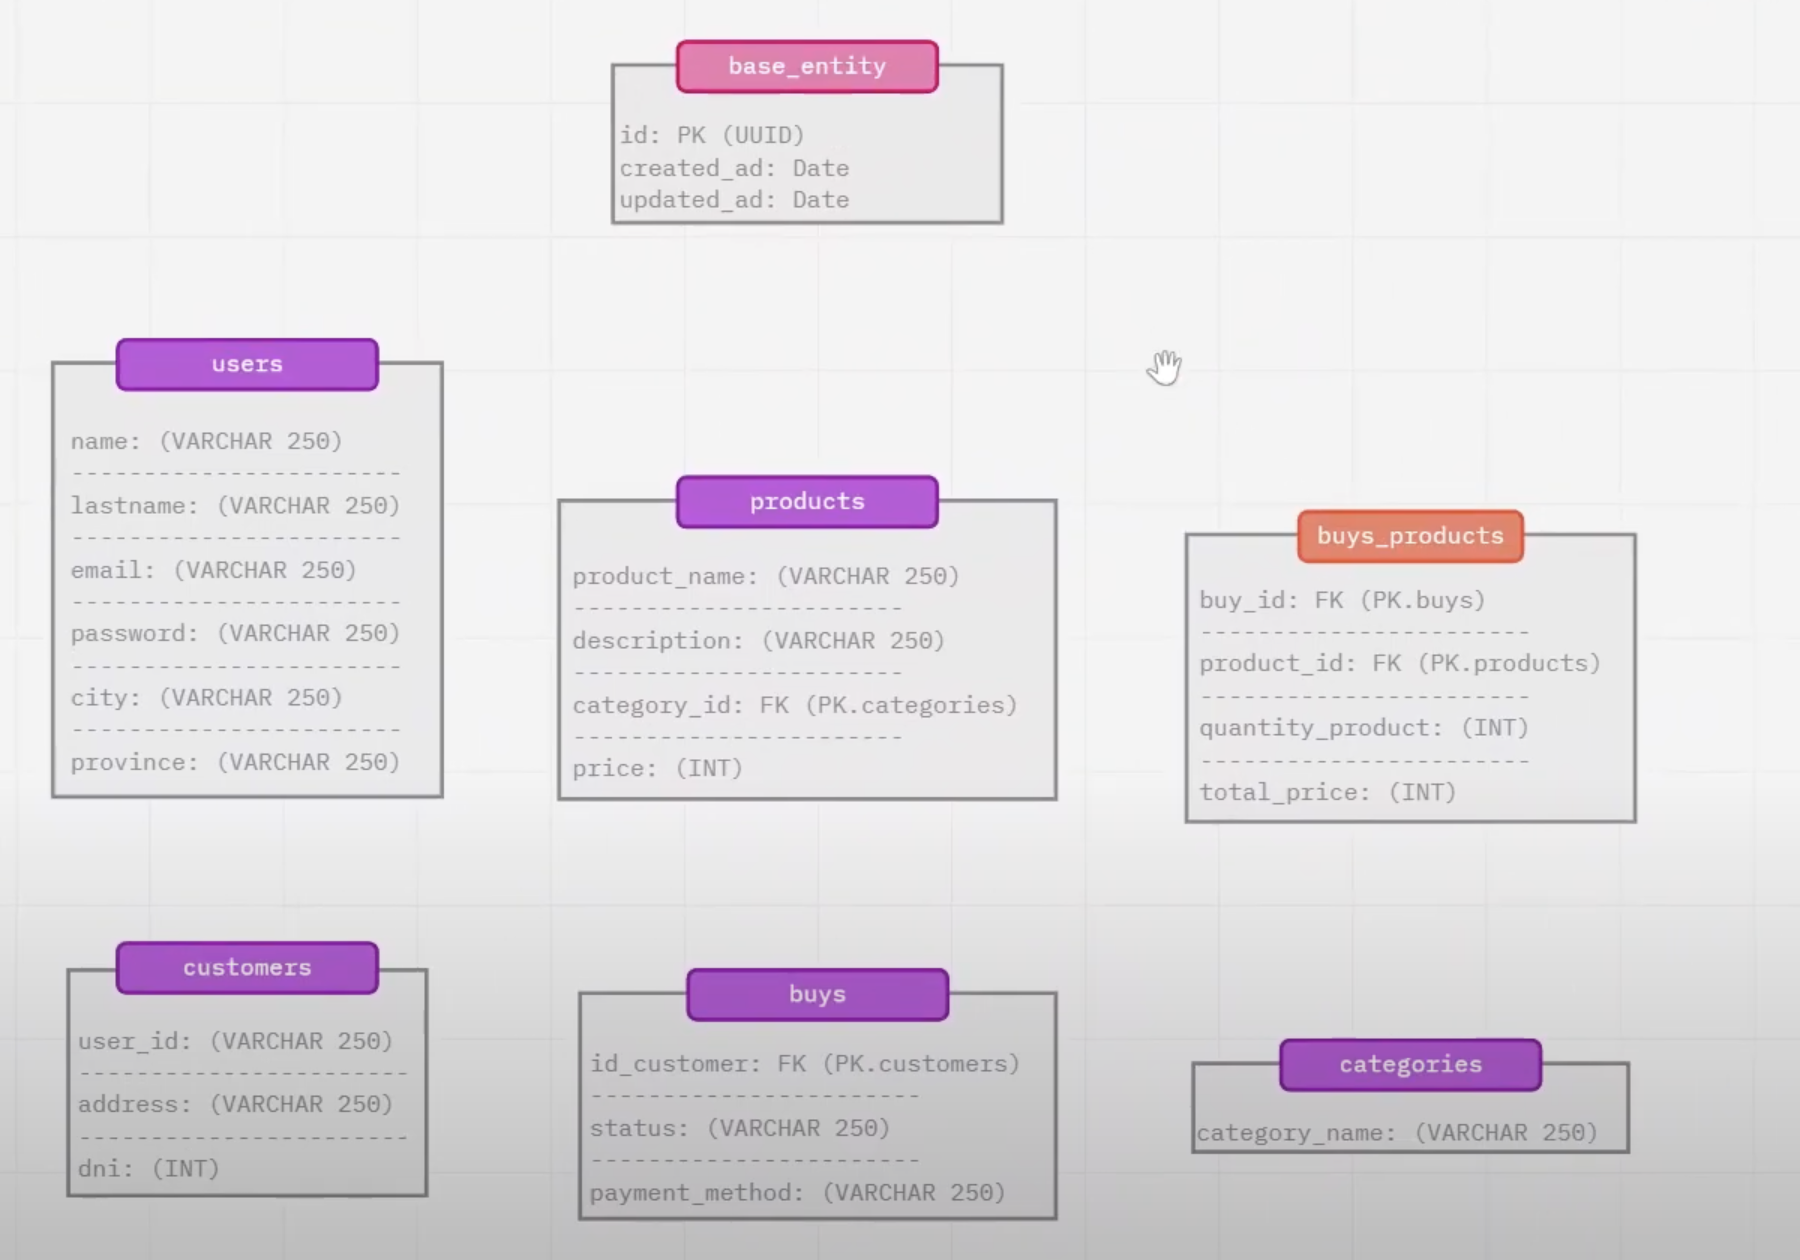 base_entity
id: PK (UUID)
created_ad: Date
updated_ad: Date
users
name: (VARCHAR 250)
-----------------------
lastname: (VARCHAR 250)
-----------------------
email: (VARCHAR 250)
-----------------------
password: (VARCHAR 250)
-----------------------
city: (VARCHAR 250)
-----------------------
province: (VARCHAR 250)
products
product_name: (VARCHAR 250)
-----------------------
description: (VARCHAR 250)
-----------------------
category_id: FK (PK.categories)
-----------------------
price: (INT)
buys_products
buy_id: FK (PK.buys)
-----------------------
product_id: FK (PK.products)
-----------------------
quantity_product: (INT)
-----------------------
total_price: (INT)
customers
user_id: (VARCHAR 250)
-----------------------
address: (VARCHAR 250)
-----------------------
dni: (INT)
buys
id_customer: FK (PK.customers)
-----------------------
status: (VARCHAR 250)
-----------------------
payment_method: (VARCHAR 250)
categories
category_name: (VARCHAR 250)